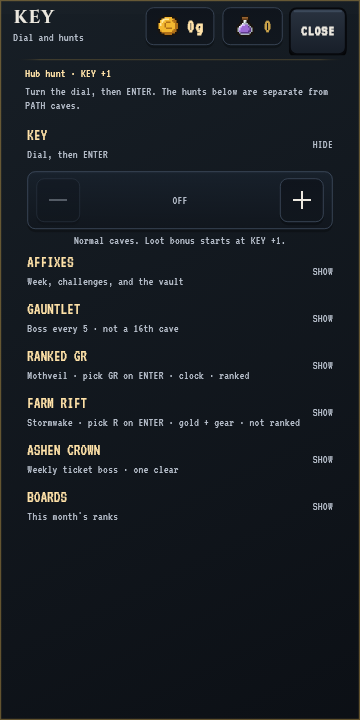 KEY
Dial and hunts
0g
0
CLOSE
Hub hunt · KEY +1
Turn the dial, then ENTER. The hunts below are separate from
PATH caves.
KEY
Dial, then ENTER
HIDE
OFF
Normal caves. Loot bonus starts at KEY +1.
AFFIXES
Week, challenges, and the vault
SHOW
GAUNTLET
Boss every 5 · not a 16th cave
SHOW
RANKED GR
Mothveil · pick GR on ENTER · clock · ranked
SHOW
FARM RIFT
Stormwake · pick R on ENTER · gold + gear · not ranked
SHOW
ASHEN CROWN
Weekly ticket boss · one clear
SHOW
BOARDS
This month's ranks
SHOW